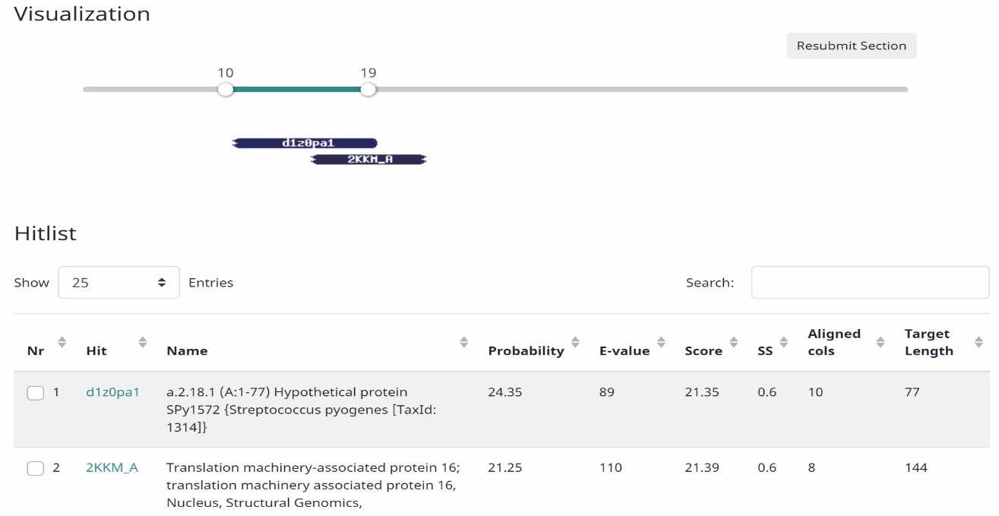 Visualization
Resubmit Section
10 19
d1z0pa1
2KKM_A
Hitlist
Show 25 Entries Search:
Nr Hit Name Probability E-value Score SS Aligned cols Target Length
1 d1z0pa1 a.2.18.1 (A:1-77) Hypothetical protein 24.35 89 21.35 0.6 10 77
SPy1572 {Streptococcus pyogenes [TaxId:
1314]}
2 2KKM_A Translation machinery-associated protein 16; 21.25 110 21.39 0.6 8 144
translation machinery associated protein 16,
Nucleus, Structural Genomics,